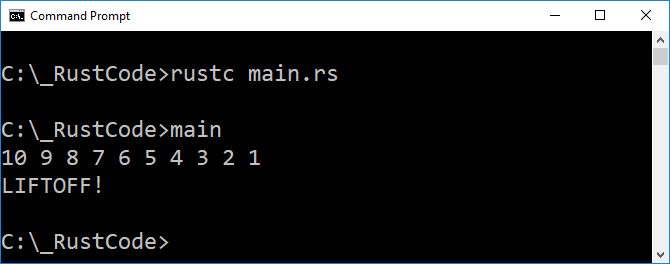 Command Prompt
C:\_RustCode>rustc main.rs
C:\_RustCode>main
10 9 8 7 6 5 4 3 2 1
LIFTOFF!
C:\_RustCode>